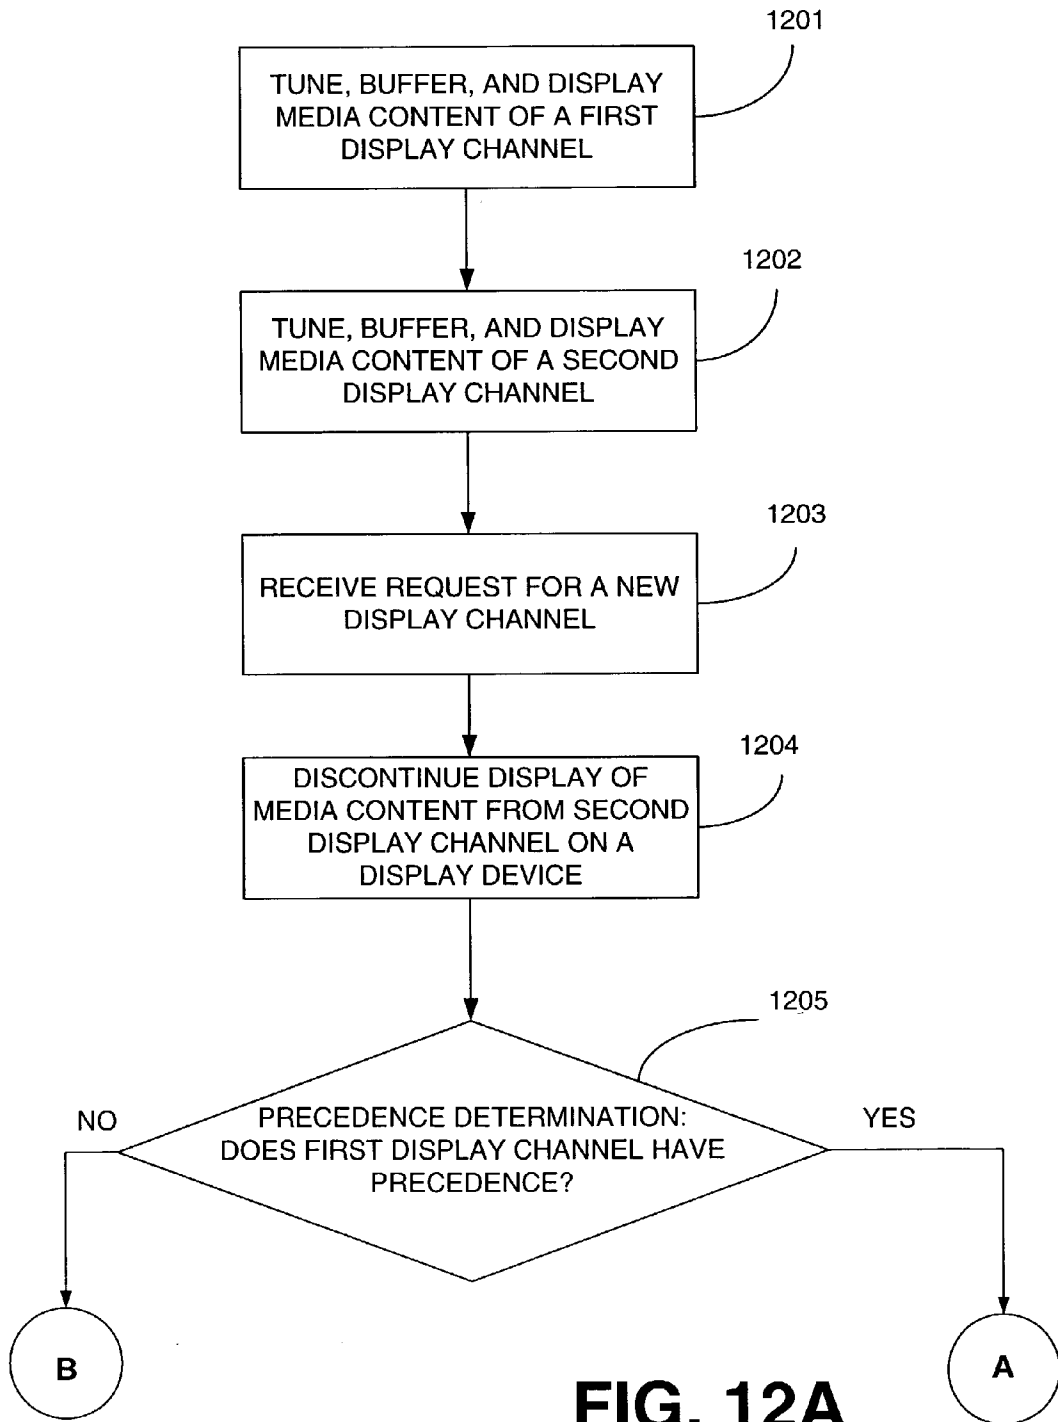 1201
TUNE, BUFFER, AND DISPLAY
MEDIA CONTENT OF A FIRST
DISPLAY CHANNEL
1202
TUNE, BUFFER, AND DISPLAY
MEDIA CONTENT OF A SECOND
DISPLAY CHANNEL
1203
RECEIVE REQUEST FOR A NEW
DISPLAY CHANNEL
1204
DISCONTINUE DISPLAY OF
MEDIA CONTENT FROM SECOND
DISPLAY CHANNEL ON A
DISPLAY DEVICE
1205
NO
PRECEDENCE DETERMINATION:
DOES FIRST DISPLAY CHANNEL HAVE
PRECEDENCE?
YES
B
A
FIG. 12A